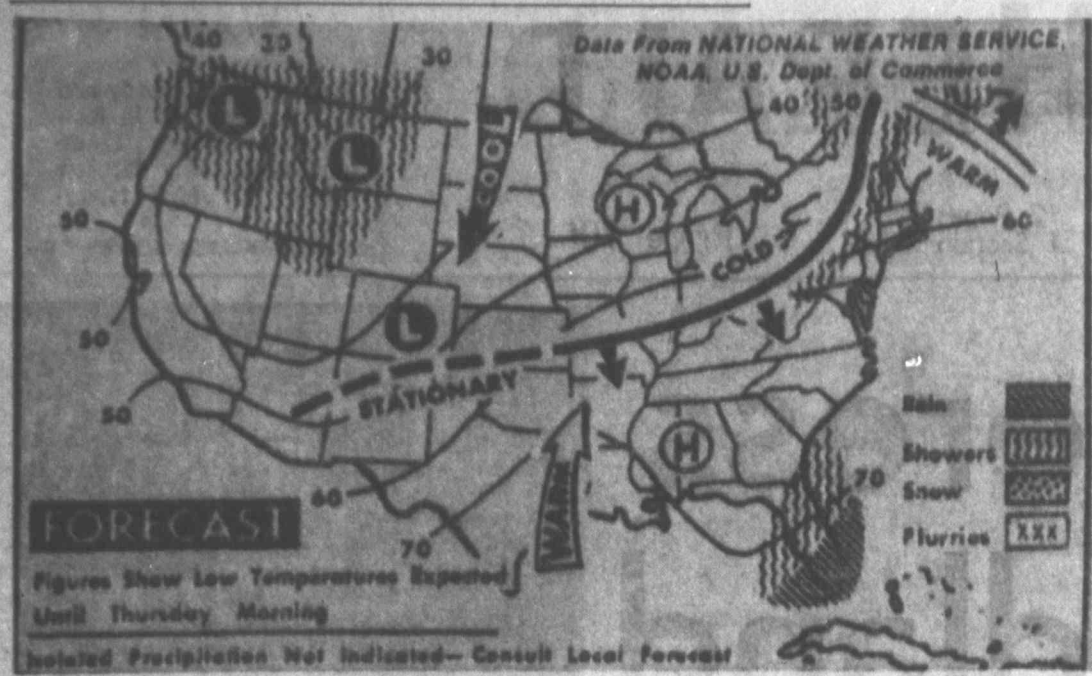 Data From NATIONAL WEATHER SERVICE,
NOAA, U.S. Dept. of Commerce
40 30 30
40 50
L
L
COLD
WARM
H
50
60
COLD
50
L
STATIONARY
50
Rain
H
Showers
70
Snow
60
FORECAST
WARM
70
Flurries XXX
Figures Show Low Temperatures Expected
Until Thursday Morning
Isolated Precipitation Not Indicated— Consult Local Forecast